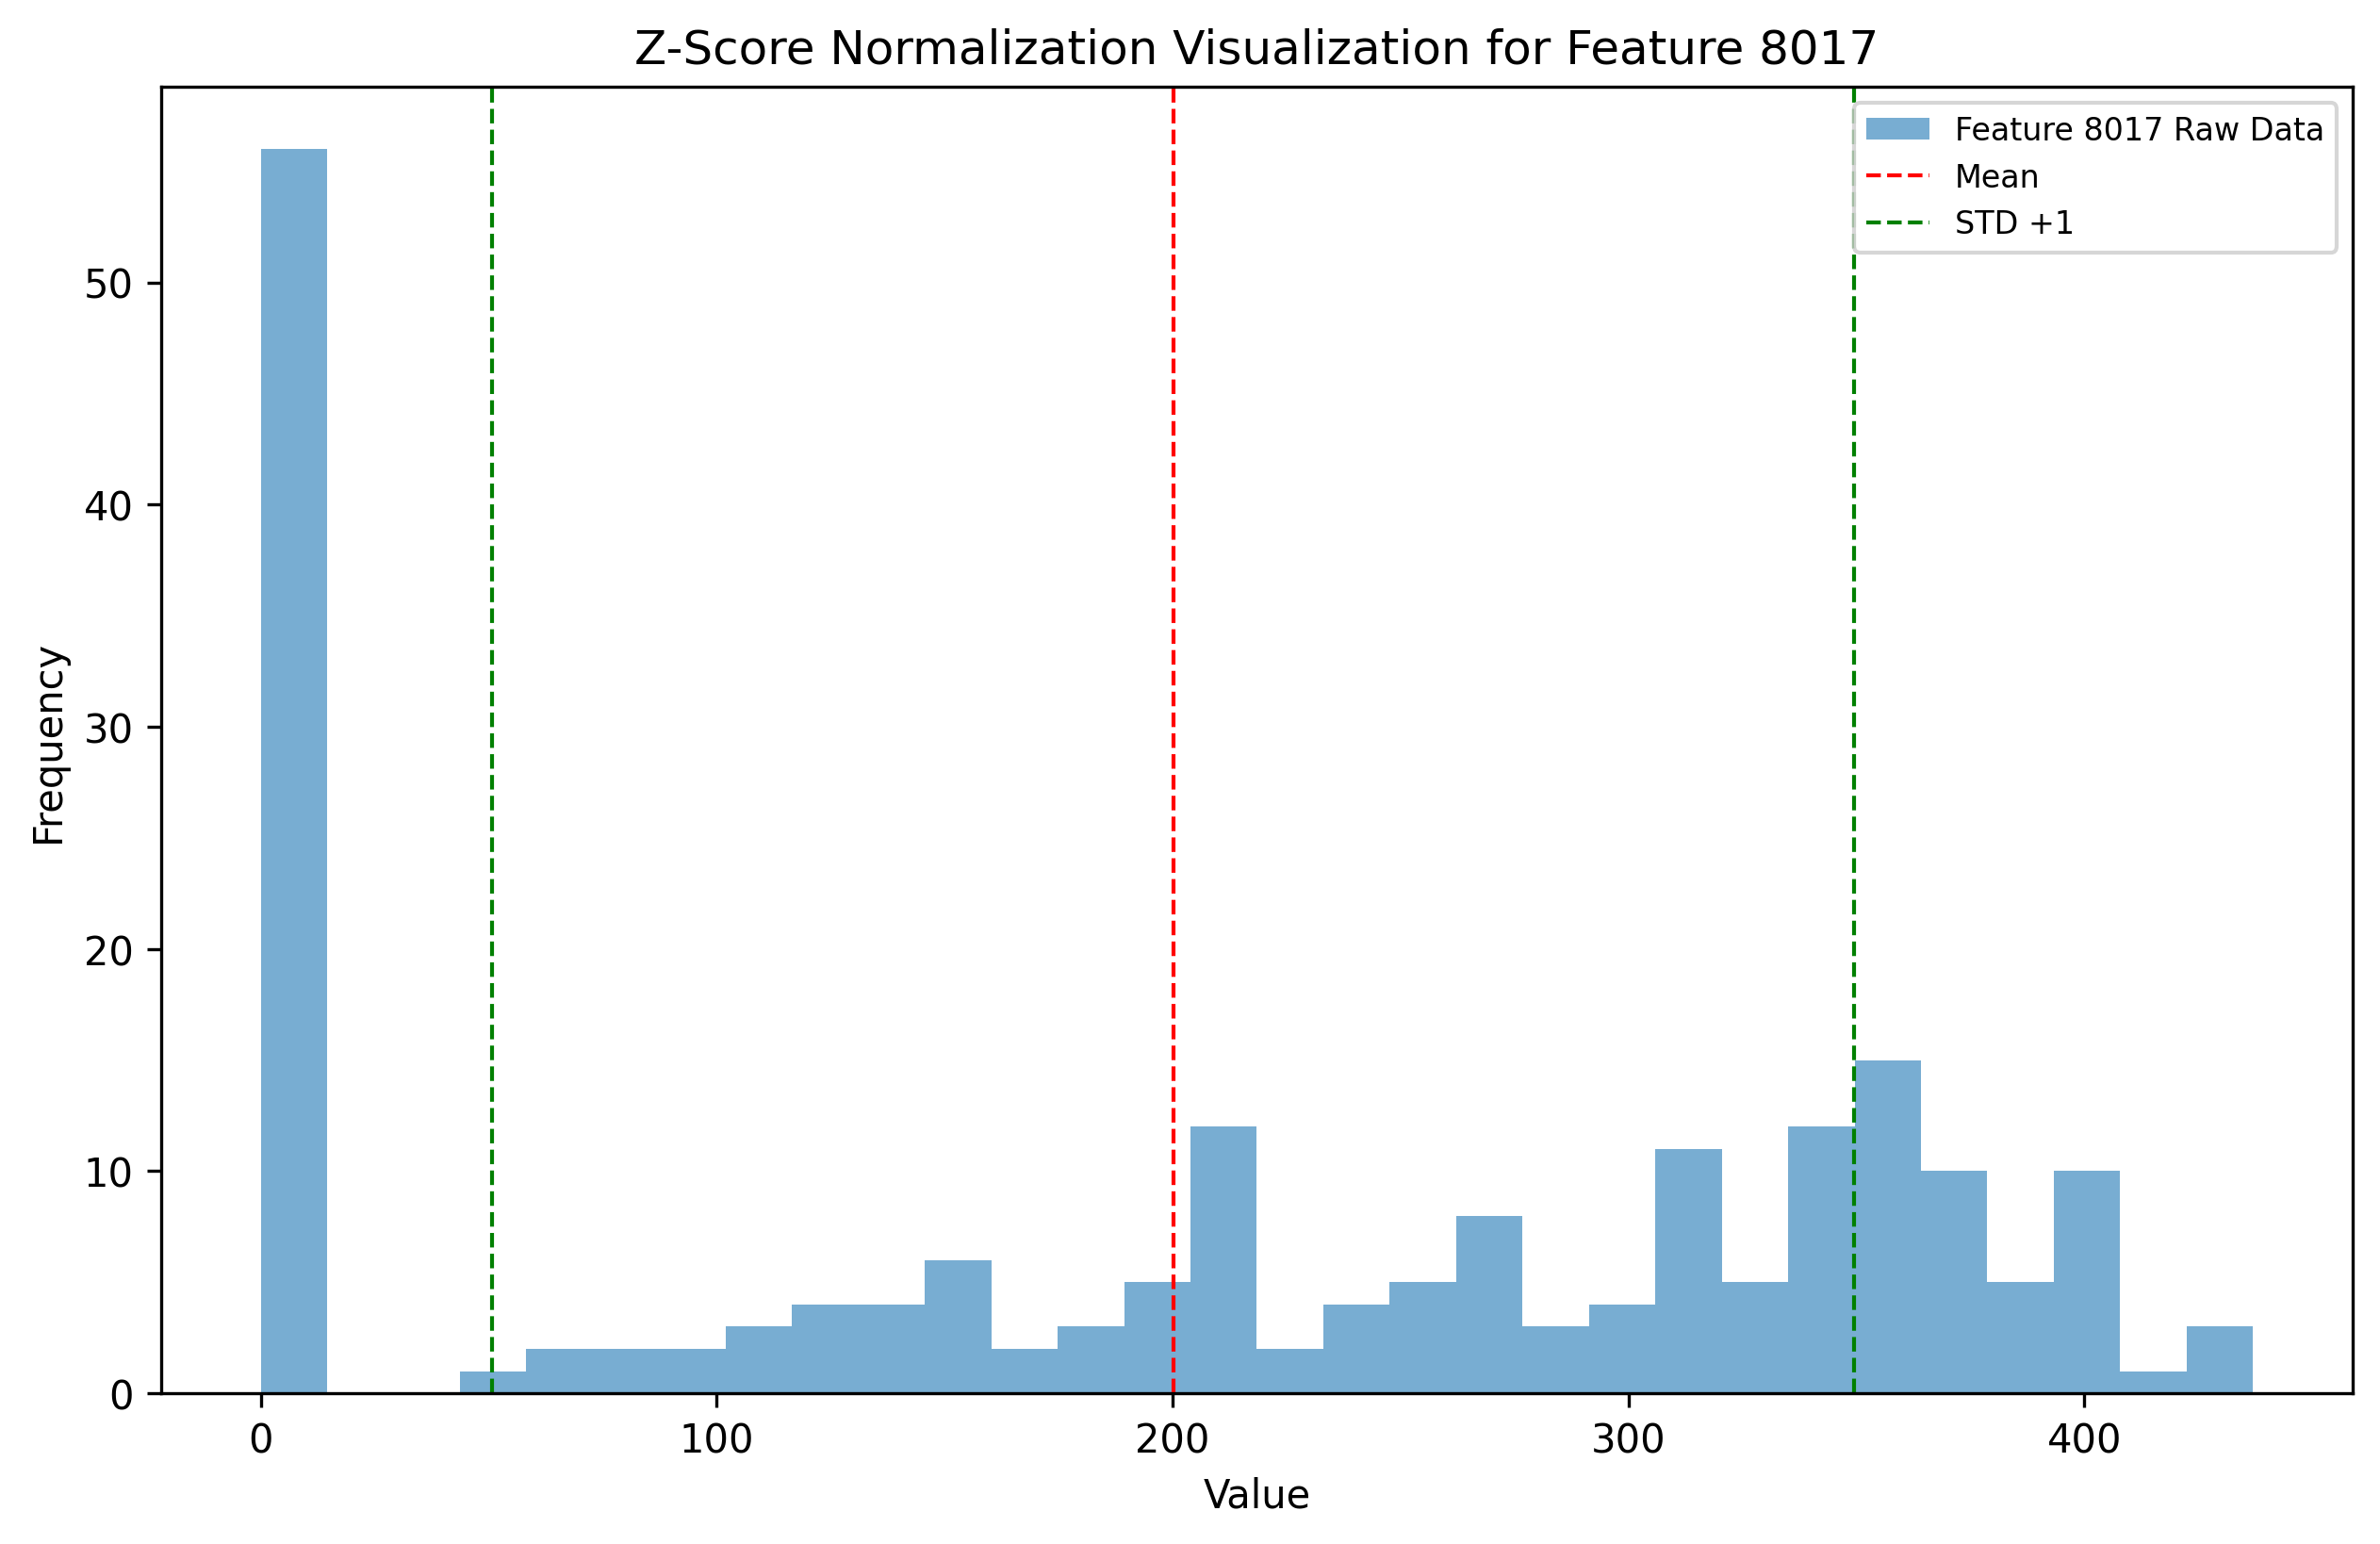 Z-Score Normalization Visualization for Feature 8017
Feature 8017 Raw Data
Mean
STD +1
50
40
30
20
10
0
Frequency
0 100 200 300 400
Value